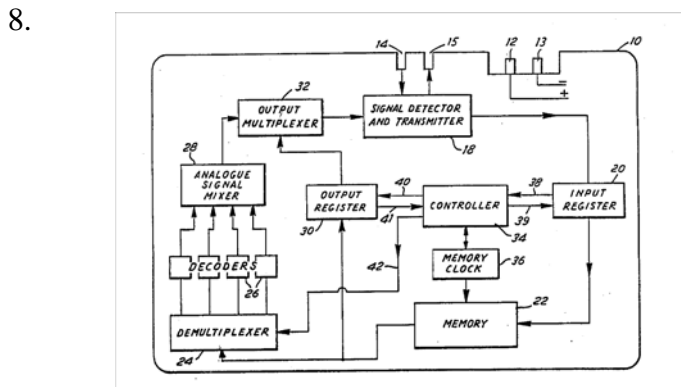 8.
14 15 12 13 10
32
OUTPUT
MULTIPLEXER
SIGNAL DETECTOR
AND TRANSMITTER
18
=
+
28
ANALOGUE
SIGNAL
MIXER
OUTPUT
REGISTER
30
40
41
CONTROLLER
34
38
39
20
INPUT
REGISTER
42
MEMORY
CLOCK
36
DECODERS
26
22
MEMORY
DEMULTIPLEXER
24